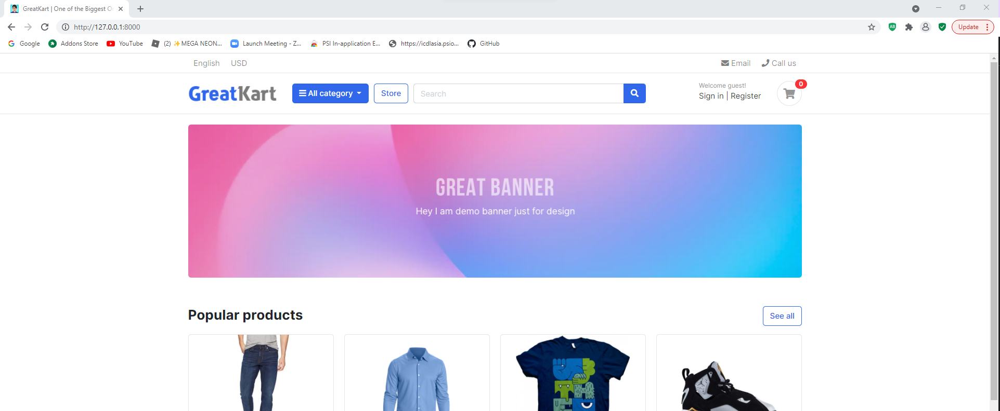 GreatKart | One of the Biggest O
http://127.0.0.1:8000
Update
Google Addons Store YouTube (2) ✨MEGA NEON... Launch Meeting - Z... PSI In-application E... https://icdlasia.psio... GitHub
English USD Email Call us
GreatKart All category Store Search Welcome guest! 0
Sign in | Register
GREAT BANNER
Hey I am demo banner just for design
Popular products See all